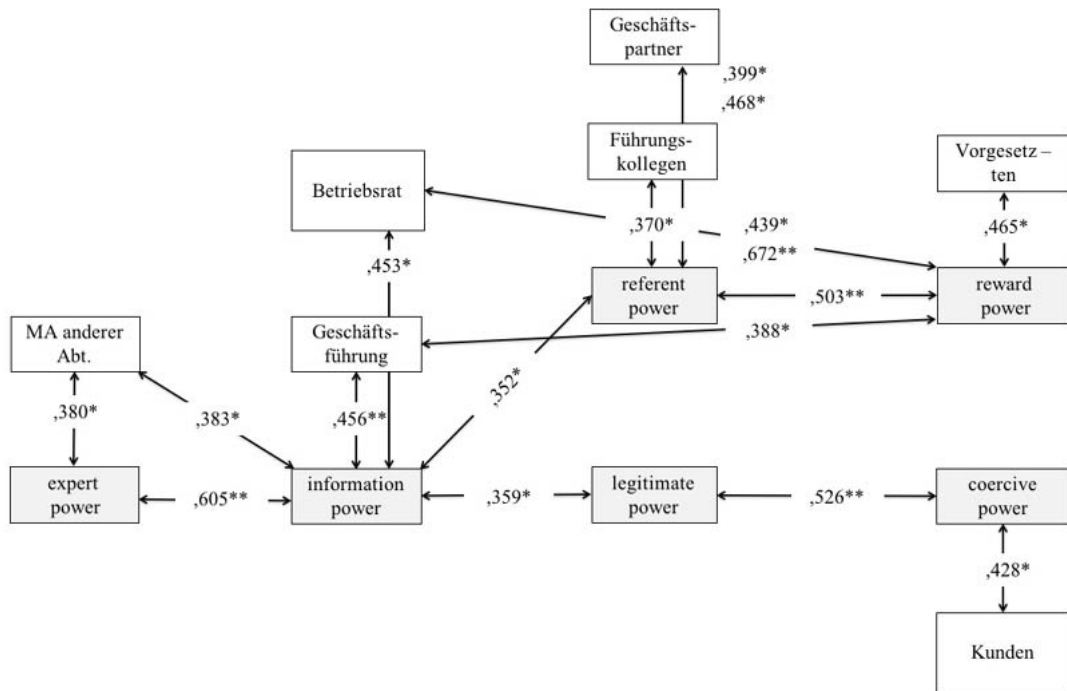 Geschäfts-
partner
,399*
,468*
Führungs-
kollegen
Vorgesetz –
ten
Betriebsrat
,370*
,439*
,465*
,672**
,453*
referent
power
,503**
reward
power
MA anderer
Abt.
Geschäfts-
führung
,388*
,352*
,380*
,383*
,456**
expert
power
,605**
information
power
,359*
legitimate
power
,526**
coercive
power
,428*
Kunden